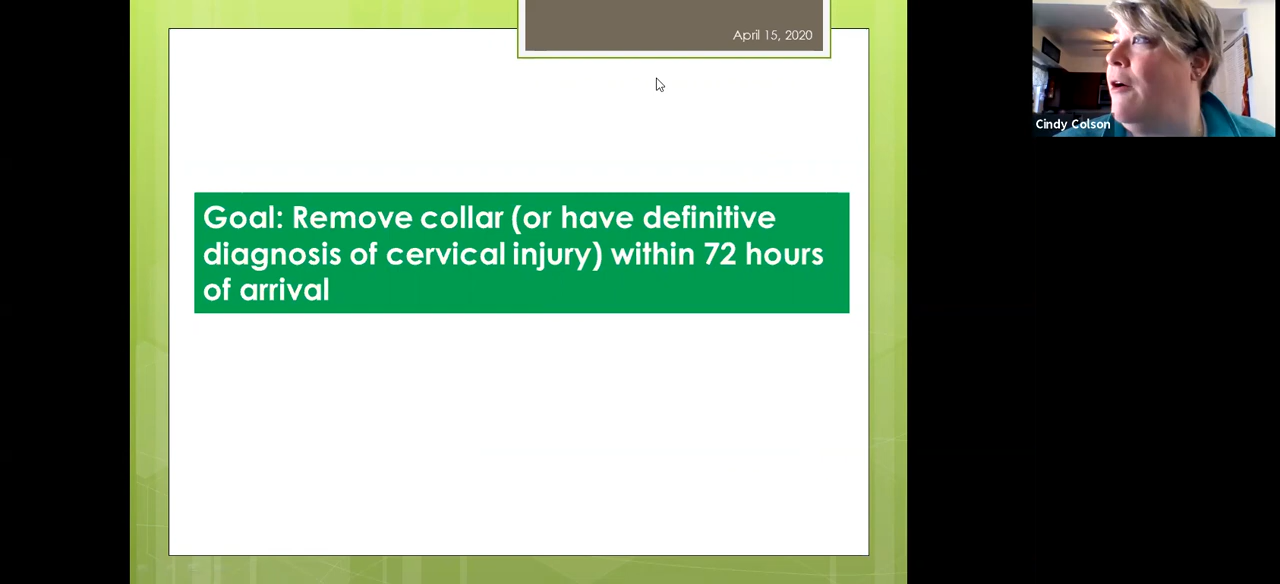 April 15, 2020
Cindy Colson
Goal: Remove collar (or have definitive
diagnosis of cervical injury) within 72 hours
of arrival